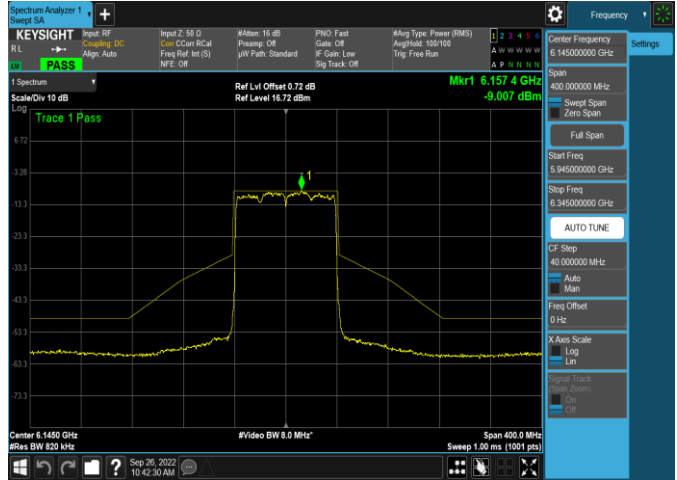 Spectrum Analyzer 1
Swept SA
Frequency
KEYSIGHT
RL
PASS
Input: RF
Coupling: DC
Align: Auto
Input Z: 50 Ω
Corr CCorr RCal
Freq Ref: Int (S)
NFE: Off
#Atten: 16 dB
Preamp: Off
µW Path: Standard
PNO: Fast
Gate: Off
IF Gain: Low
Sig Track: Off
#Avg Type: Power (RMS)
Avg|Hold: 100/100
Trig: Free Run
1 2 3 4 5 6
A W W W W W
A P N N N N
1 Spectrum
Scale/Div 10 dB
Ref Lvl Offset 0.72 dB
Ref Level 16.72 dBm
Mkr1 6.157 4 GHz
-9.007 dBm
Log
Trace 1 Pass
1
6.72
-3.28
-13.3
-23.3
-33.3
-43.3
-53.3
-63.3
-73.3
Center 6.1450 GHz
#Res BW 820 kHz
#Video BW 8.0 MHz*
Span 400.0 MHz
Sweep 1.00 ms (1001 pts)
Sep 26, 2022
10:42:30 AM
Center Frequency
6.145000000 GHz
Settings
Span
400.000000 MHz
Swept Span
Zero Span
Full Span
Start Freq
5.945000000 GHz
Stop Freq
6.345000000 GHz
AUTO TUNE
CF Step
40.000000 MHz
Auto
Man
Freq Offset
0 Hz
X Axis Scale
Log
Lin
Signal Track
(Span Zoom)
On
Off